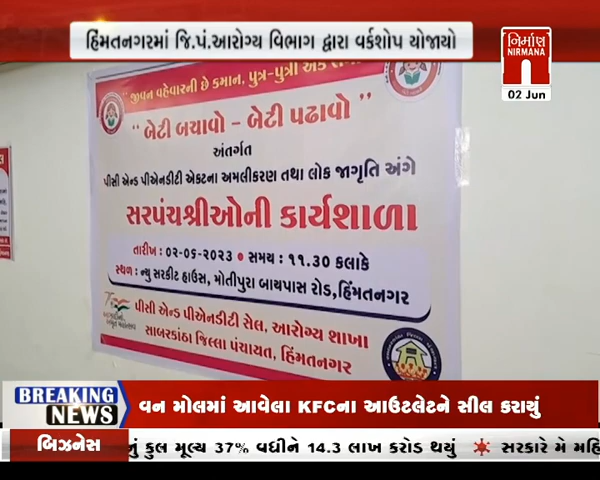 હિંમતનગરમાં જિ.પં.આરોગ્ય વિભાગ દ્વારા વર્કશોપ યોજાયો
નિર્માણ
NIRMANA
02 Jun
"જીવન વહેવારની છે કમાન, પુત્ર-પુત્રી એક
" બેટી બચાવો - બેટી પઢાવો "
અંતર્ગત
પીસી એન્ડ પીએનડીટી એક્ટના અમલીકરણ તથા લોક જાગૃતિ અંગે
સરપંચશ્રીઓની કાર્યશાળા
તારીખ : ૦૨-૦૬-૨૦૨૩ • સમય : ૧૧.૩૦ કલાકે
સ્થળ : ન્યુ સરકીટ હાઉસ, મોતીપુરા બાયપાસ રોડ,હિંમતનગર
પીસી એન્ડ પીએનડીટી સેલ, આરોગ્ય શાખા
સાબરકાંઠા જિલ્લા પંચાયત, હિંમતનગર
BREAKING NEWS
વન મોલમાં આવેલા KFCના આઉટલેટને સીલ કરાયું
બિઝનેસ
નું કુલ મૂલ્ય 37% વધીને 14.3 લાખ કરોડ થયું
સરકારે મે